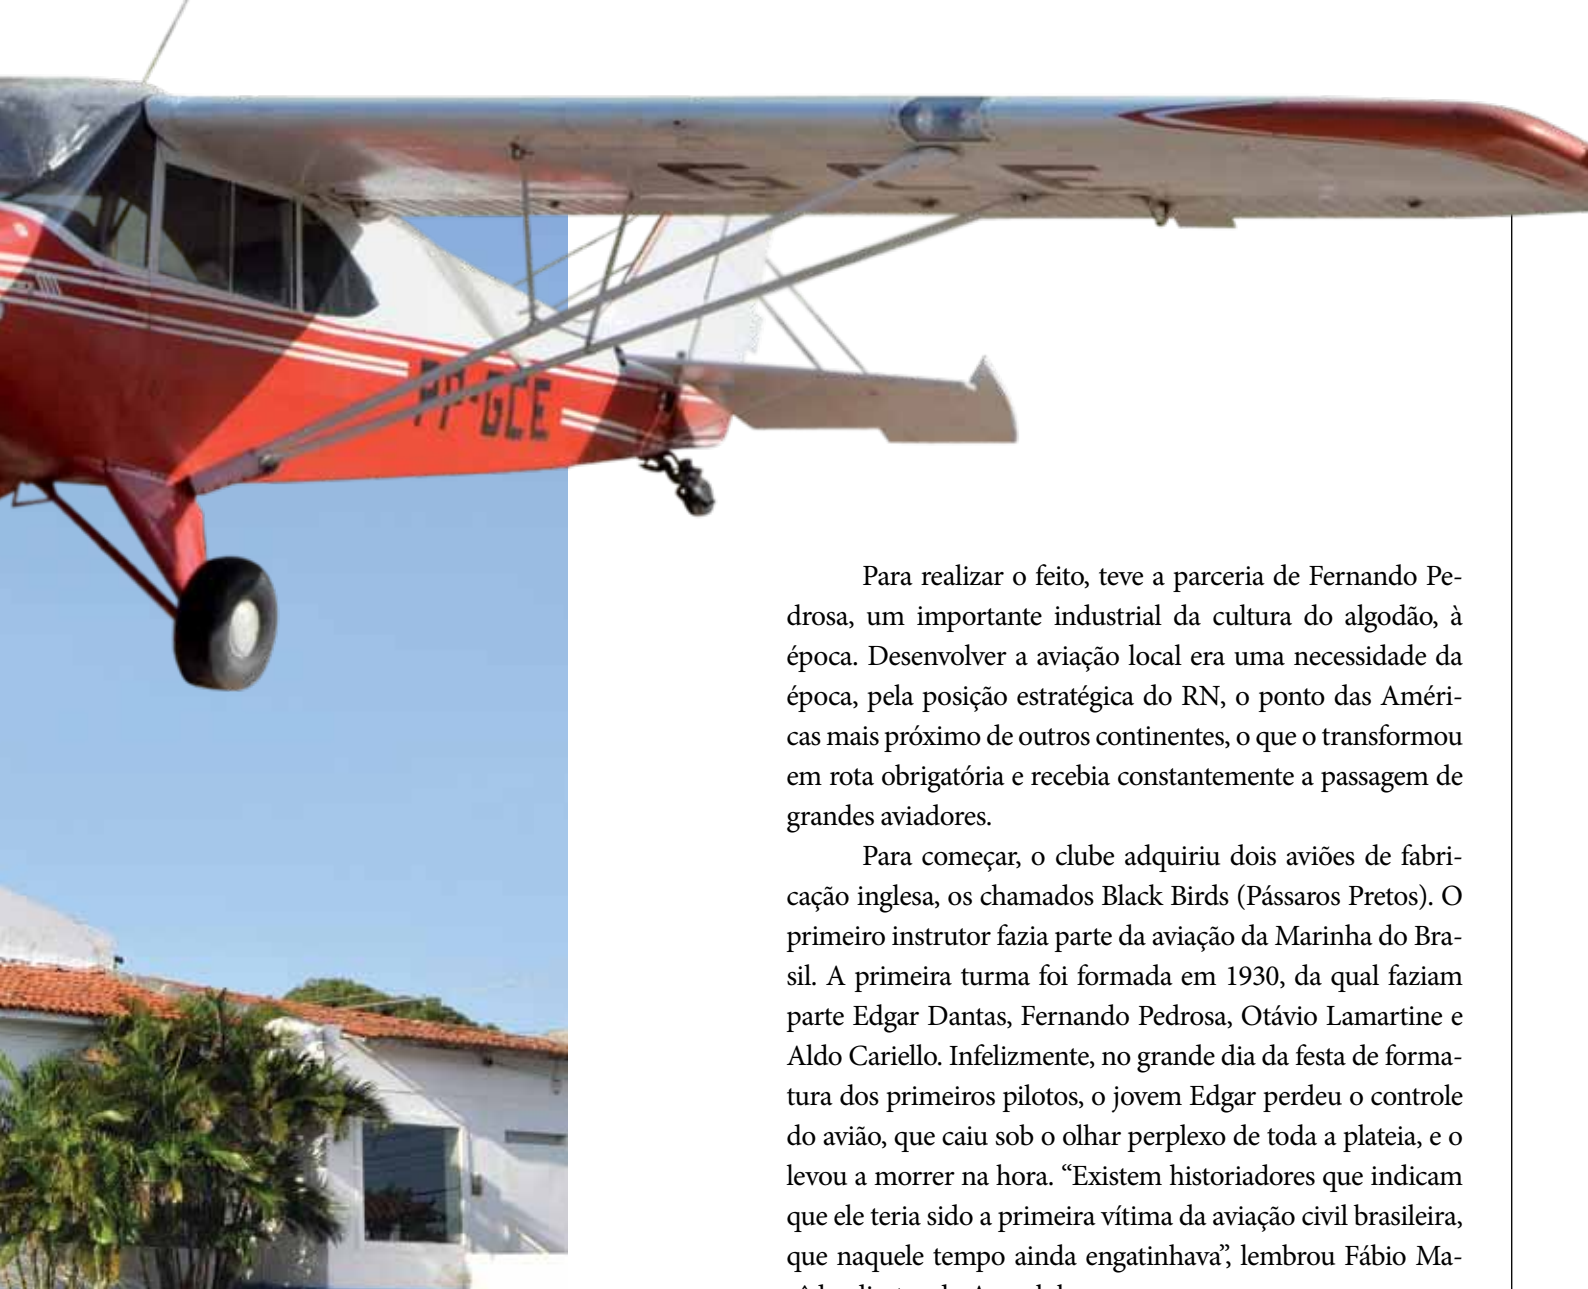 G C E
PP-GCE
Para realizar o feito, teve a parceria de Fernando Pe-
drosa, um importante industrial da cultura do algodão, à
época. Desenvolver a aviação local era uma necessidade da
época, pela posição estratégica do RN, o ponto das Améri-
cas mais próximo de outros continentes, o que o transformou
em rota obrigatória e recebia constantemente a passagem de
grandes aviadores.
Para começar, o clube adquiriu dois aviões de fabri-
cação inglesa, os chamados Black Birds (Pássaros Pretos). O
primeiro instrutor fazia parte da aviação da Marinha do Bra-
sil. A primeira turma foi formada em 1930, da qual faziam
parte Edgar Dantas, Fernando Pedrosa, Otávio Lamartine e
Aldo Cariello. Infelizmente, no grande dia da festa de forma-
tura dos primeiros pilotos, o jovem Edgar perdeu o controle
do avião, que caiu sob o olhar perplexo de toda a plateia, e o
levou a morrer na hora. “Existem historiadores que indicam
que ele teria sido a primeira vítima da aviação civil brasileira,
que naquele tempo ainda engatinhava”, lembrou Fábio Ma-